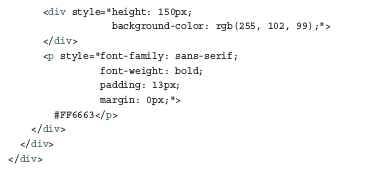 <div style="height: 150px;
background-color: rgb(255, 102, 99);">
</div>
<p style="font-family: sans-serif;
font-weight: bold;
padding: 13px;
margin: 0px;">
#FF6663</p>
</div>
</div>
</div>